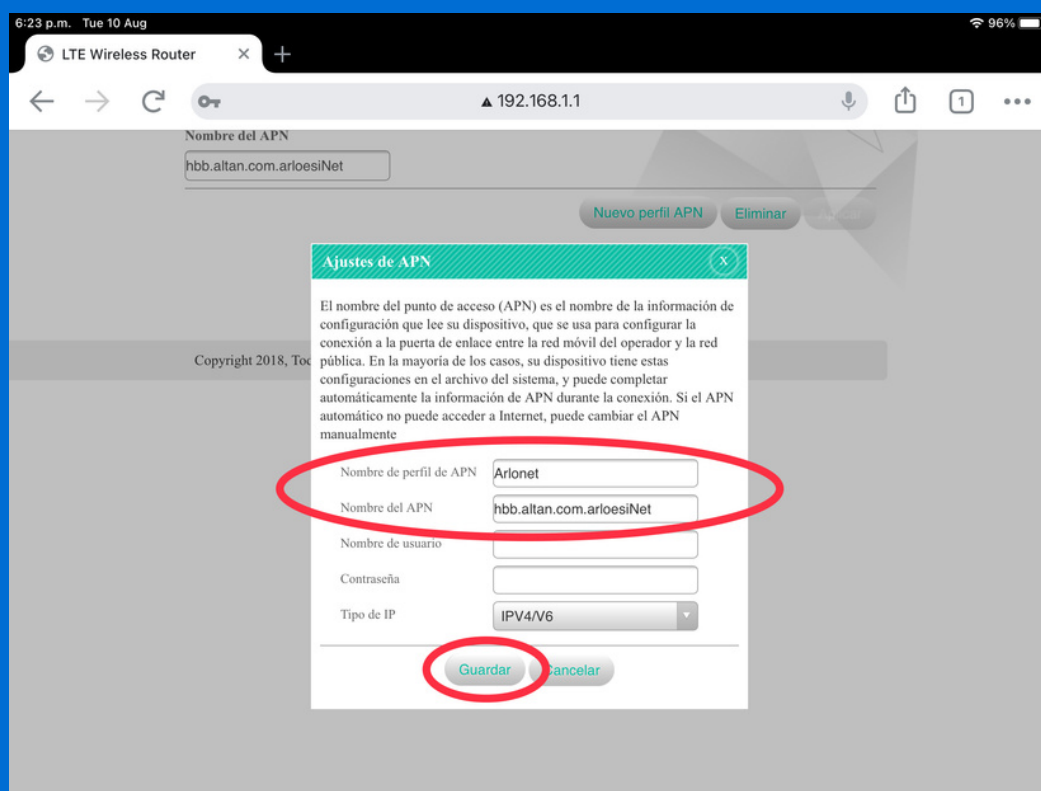 6:23 p.m. Tue 10 Aug 96%
LTE Wireless Router
192.168.1.1
1
Nombre del APN
hbb.altan.com.arloesiNet
Nuevo perfil APN Eliminar
Ajustes de APN X
El nombre del punto de acceso (APN) es el nombre de la información de
configuración que lee su dispositivo, que se usa para configurar la
conexión a la puerta de enlace entre la red móvil del operador y la red
Copyright 2018, Toc pública. En la mayoría de los casos, su dispositivo tiene estas
configuraciones en el archivo del sistema, y puede completar
automáticamente la información de APN durante la conexión. Si el APN
automático no puede acceder a Internet, puede cambiar el APN
manualmente
Nombre de perfil de APN Arlonet
Nombre del APN hbb.altan.com.arloesiNet
Nombre de usuario
Contraseña
Tipo de IP IPV4/V6
Guardar Cancelar